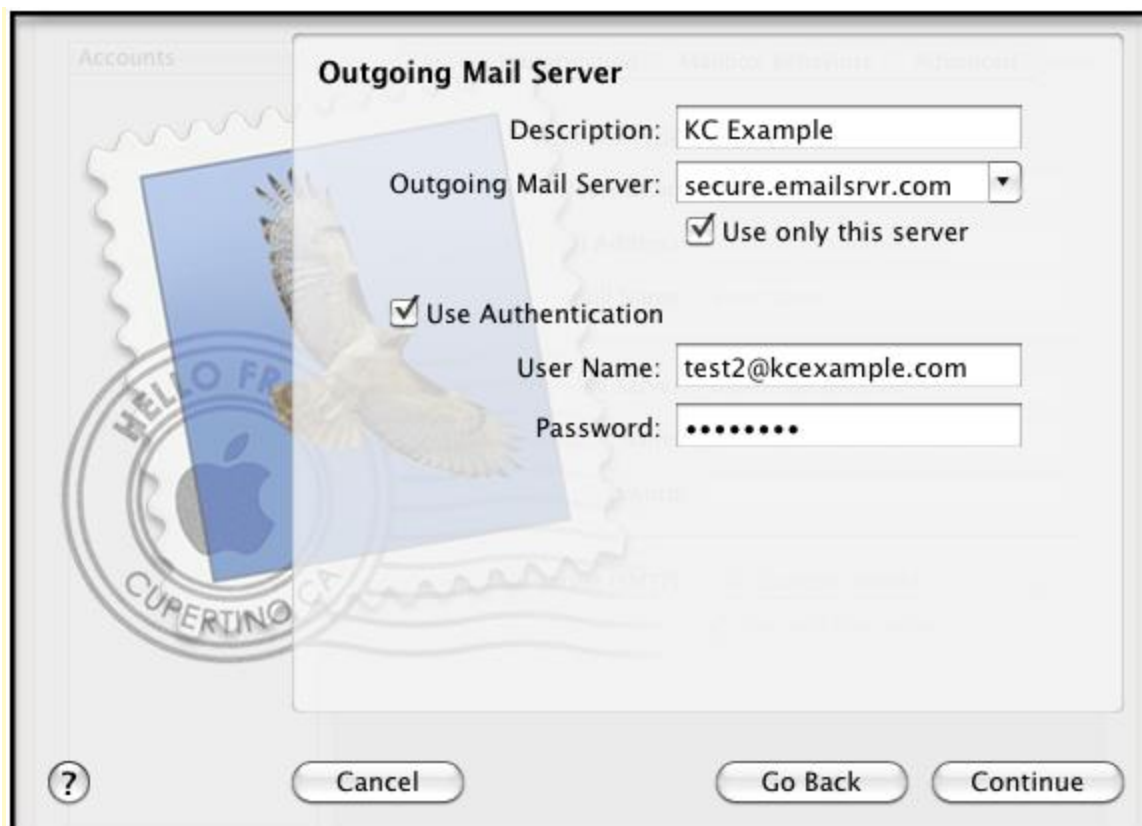 Accounts
Outgoing Mail Server
Description: KC Example
Outgoing Mail Server: secure.emailsrvr.com
Use only this server
Use Authentication
User Name: test2@kcexample.com
Password: ••••••••
HELLO FR
CUPERTINO CA
? Cancel Go Back Continue